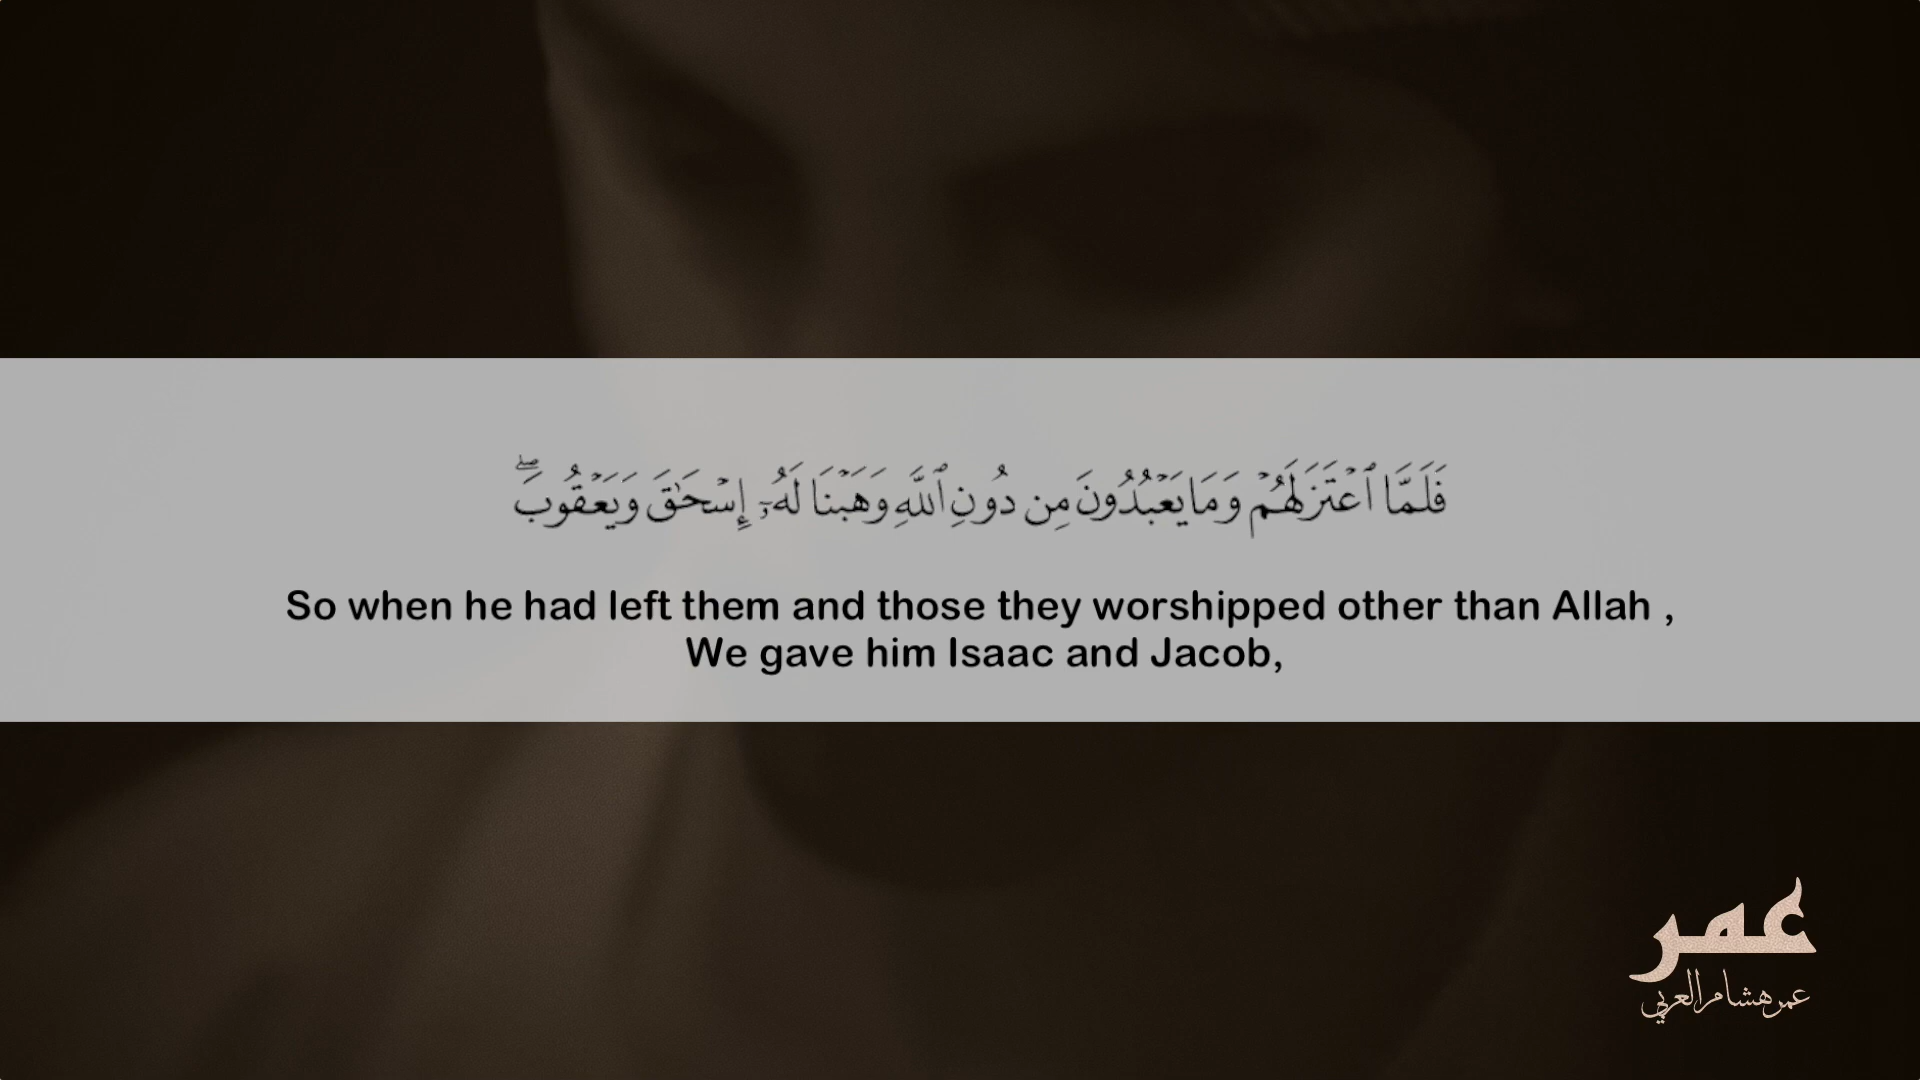 فَلَمَّا ٱعْتَزَلَهُمْ وَمَا يَعْبُدُونَ مِن دُونِ ٱللَّهِ وَهَبْنَا لَهُۥٓ إِسْحَٰقَ وَيَعْقُوبَ ۖ
So when he had left them and those they worshipped other than Allah ,
We gave him Isaac and Jacob,
عمر
عمر هشام العربي